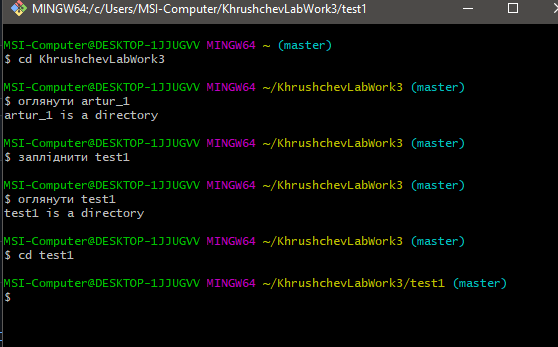 MINGW64:/c/Users/MSI-Computer/KhrushchevLabWork3/test1
MSI-Computer@DESKTOP-1JJUGVV MINGW64 ~ (master)
$ cd KhrushchevLabWork3
MSI-Computer@DESKTOP-1JJUGVV MINGW64 ~/KhrushchevLabWork3 (master)
$ оглянути artur_1
artur_1 is a directory
MSI-Computer@DESKTOP-1JJUGVV MINGW64 ~/KhrushchevLabWork3 (master)
$ запліднити test1
MSI-Computer@DESKTOP-1JJUGVV MINGW64 ~/KhrushchevLabWork3 (master)
$ оглянути test1
test1 is a directory
MSI-Computer@DESKTOP-1JJUGVV MINGW64 ~/KhrushchevLabWork3 (master)
$ cd test1
MSI-Computer@DESKTOP-1JJUGVV MINGW64 ~/KhrushchevLabWork3/test1 (master)
$